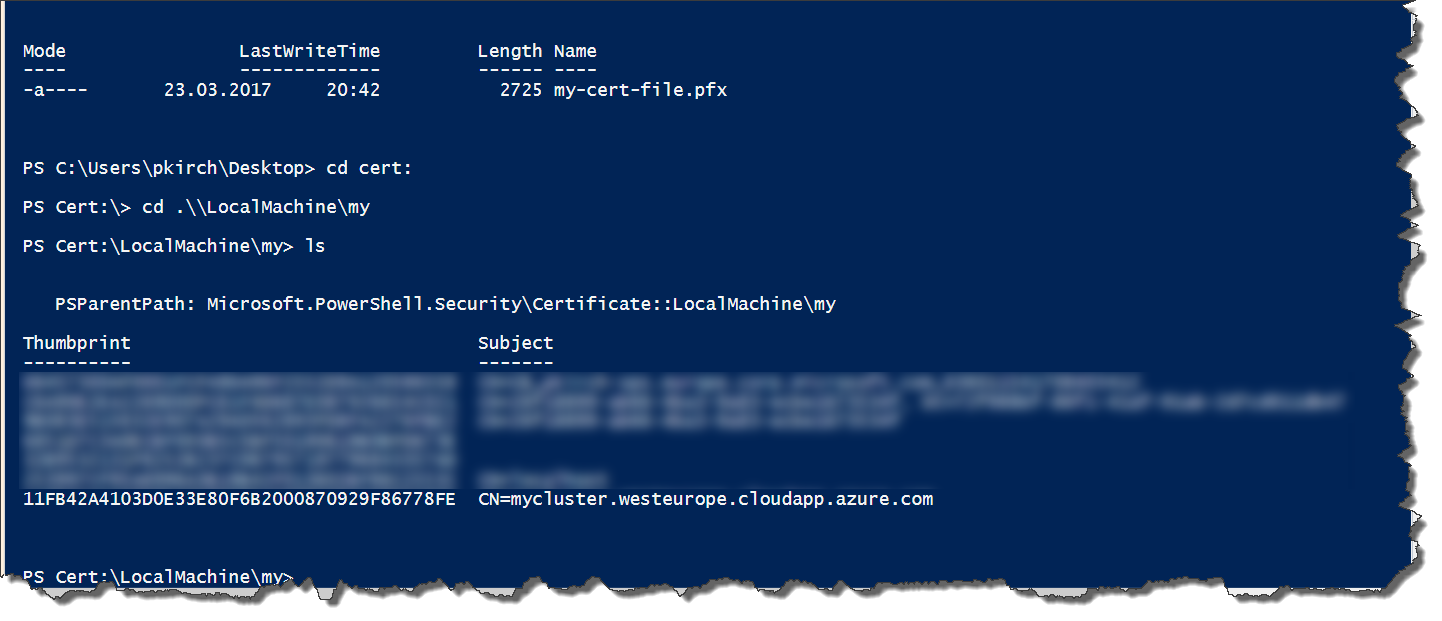 Mode LastWriteTime Length Name
---- ------------- ------ ----
-a---- 23.03.2017 20:42 2725 my-cert-file.pfx
PS C:\Users\pkirch\Desktop> cd cert:
PS Cert:\> cd .\\LocalMachine\my
PS Cert:\LocalMachine\my> ls
PSParentPath: Microsoft.PowerShell.Security\Certificate::LocalMachine\my
Thumbprint Subject
---------- -------
11FB42A4103D0E33E80F6B2000870929F86778FE CN=mycluster.westeurope.cloudapp.azure.com
PS Cert:\LocalMachine\my>